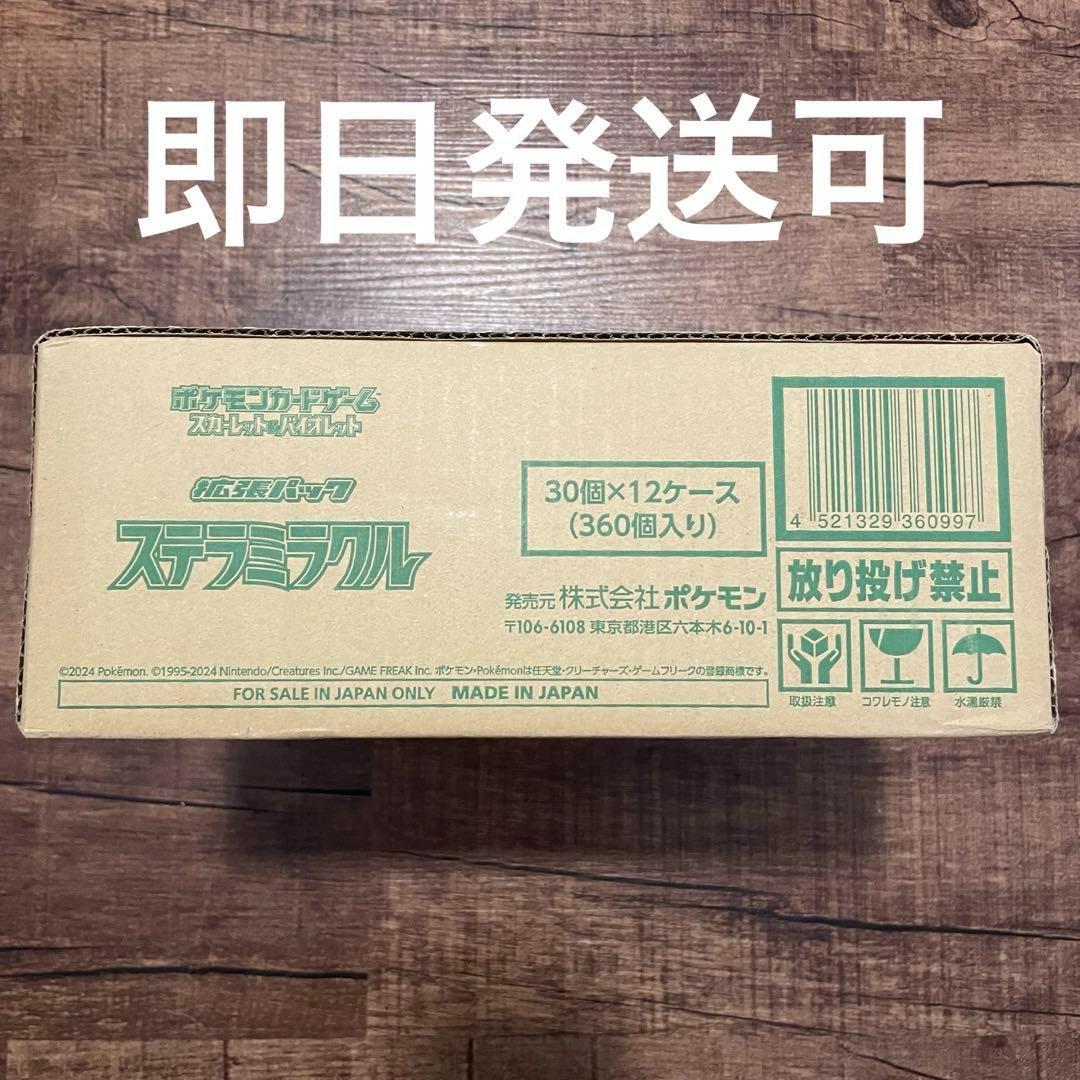 即日発送可
ポケモンカードゲーム
スカーレット&バイオレット
拡張パック
ステラミラクル
30個×12ケース
(360個入り)
4 521329 360997
発売元 株式会社 ポケモン
〒106-6108 東京都港区六本木6-10-1
放り投げ禁止
取扱注意 コワレモノ注意 水濡厳禁
©2024 Pokémon. ©1995-2024 Nintendo/Creatures Inc./GAME FREAK Inc. ポケモン・Pokémonは任天堂・クリーチャーズ・ゲームフリークの登録商標です。
FOR SALE IN JAPAN ONLY MADE IN JAPAN